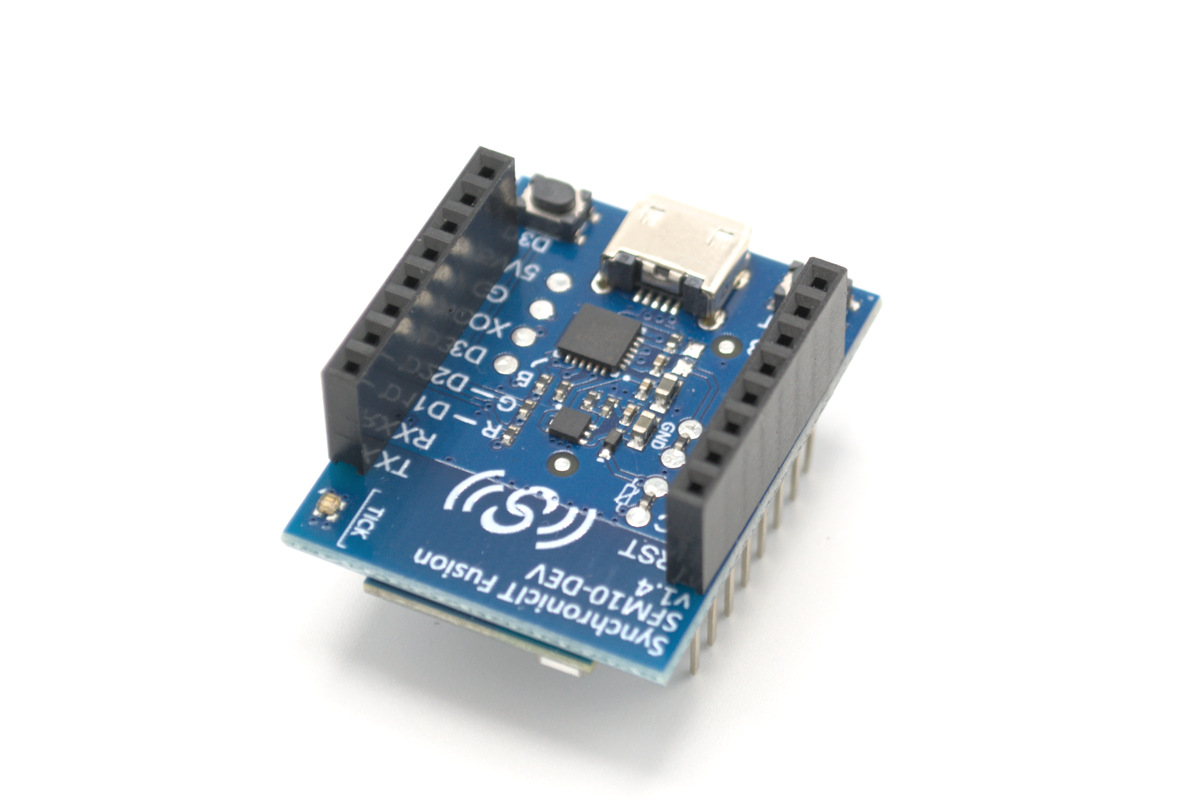 SynchronicIT Fusion
SFM10-DEV
v1.4
RST
TICK
TX
RX
R — D1
G — D2
B
D3
XO
G
5V
D3
GND
S